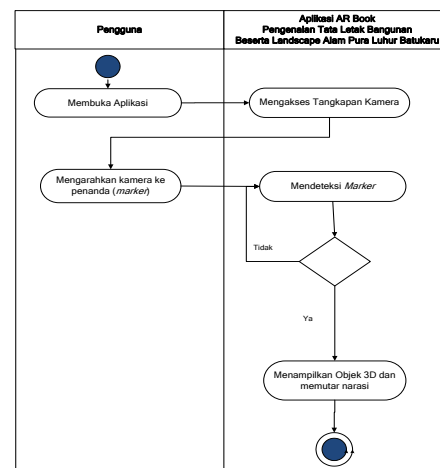 Pengguna
Aplikasi AR Book
Pengenalan Tata Letak Bangunan
Beserta Landscape Alam Pura Luhur Batukaru
Membuka Aplikasi
Mengakses Tangkapan Kamera
Mengarahkan kamera ke
penanda (marker)
Mendeteksi Marker
Tidak
Ya
Menampilkan Objek 3D dan
memutar narasi